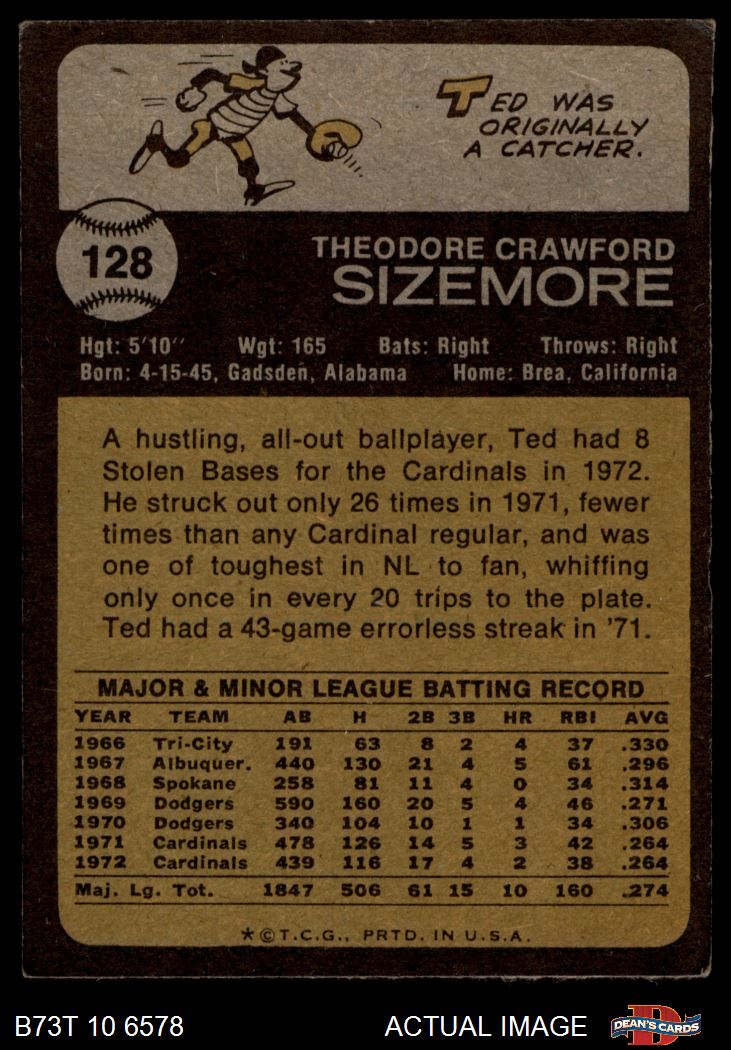 TED WAS
ORIGINALLY
A CATCHER.
128
THEODORE CRAWFORD
SIZEMORE
Hgt: 5'10" Wgt: 165 Bats: Right Throws: Right
Born: 4-15-45, Gadsden, Alabama Home: Brea, California
A hustling, all-out ballplayer, Ted had 8
Stolen Bases for the Cardinals in 1972.
He struck out only 26 times in 1971, fewer
times than any Cardinal regular, and was
one of toughest in NL to fan, whiffing
only once in every 20 trips to the plate.
Ted had a 43-game errorless streak in '71.
MAJOR & MINOR LEAGUE BATTING RECORD
YEAR TEAM AB H 2B 3B HR RBI AVG
1966 Tri-City 191 63 8 2 4 37 .330
1967 Albuquer. 440 130 21 4 5 61 .296
1968 Spokane 258 81 11 4 0 34 .314
1969 Dodgers 590 160 20 5 4 46 .271
1970 Dodgers 340 104 10 1 1 34 .306
1971 Cardinals 478 126 14 5 3 42 .264
1972 Cardinals 439 116 17 4 2 38 .264
Maj. Lg. Tot. 1847 506 61 15 10 160 .274
*©T.C.G., PRTD. IN U.S.A.
B73T 10 6578 ACTUAL IMAGE DEAN'S CARDS